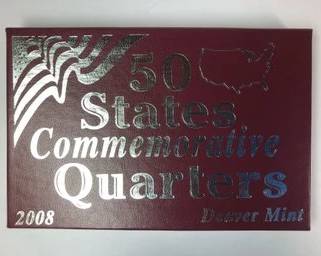 50
States
Commemorative
Quarters
2008 Denver Mint